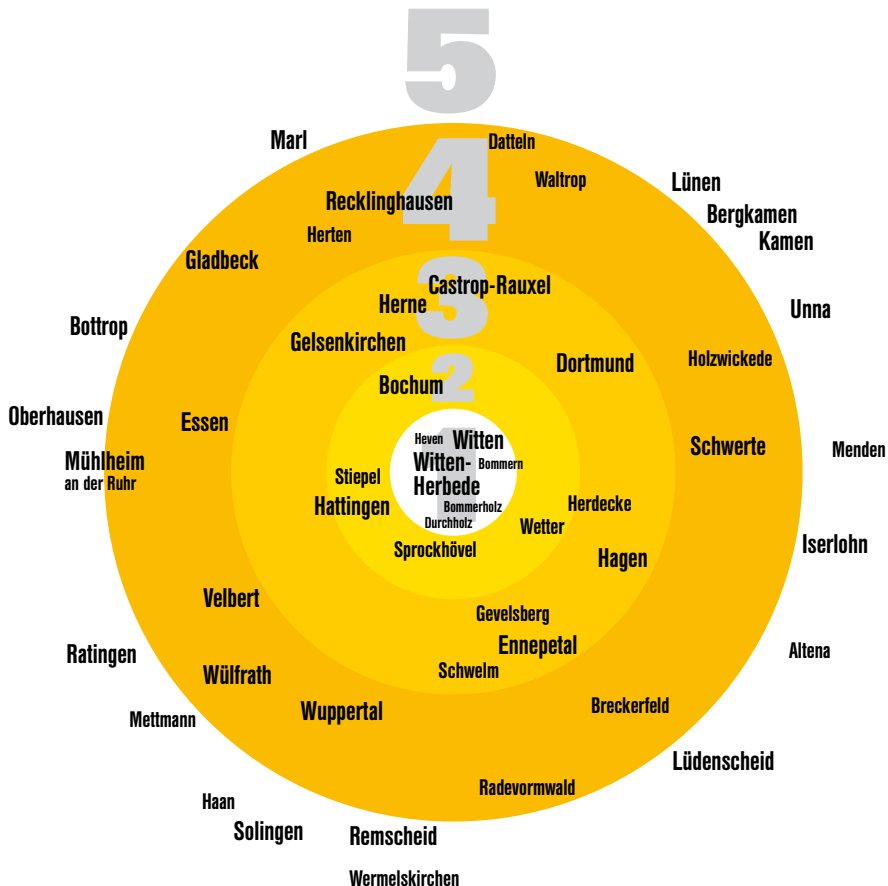 5
Marl
Datteln
4
Waltrop
Lünen
Recklinghausen
Bergkamen
Herten
Kamen
Gladbeck
3
Castrop-Rauxel
Herne
Unna
Bottrop
Gelsenkirchen
Dortmund
Holzwickede
2
Bochum
Oberhausen
Essen
1
Heven
Witten
Schwerte
Menden
Mühlheim
an der Ruhr
Witten-
Herbede
Bommern
Stiepel
Hattingen
Bommerholz
Durchholz
Herdecke
Wetter
Iserlohn
Sprockhövel
Hagen
Velbert
Gevelsberg
Ennepetal
Ratingen
Altena
Schwelm
Wülfrath
Breckerfeld
Wuppertal
Mettmann
Lüdenscheid
Radevormwald
Haan
Solingen
Remscheid
Wermelskirchen